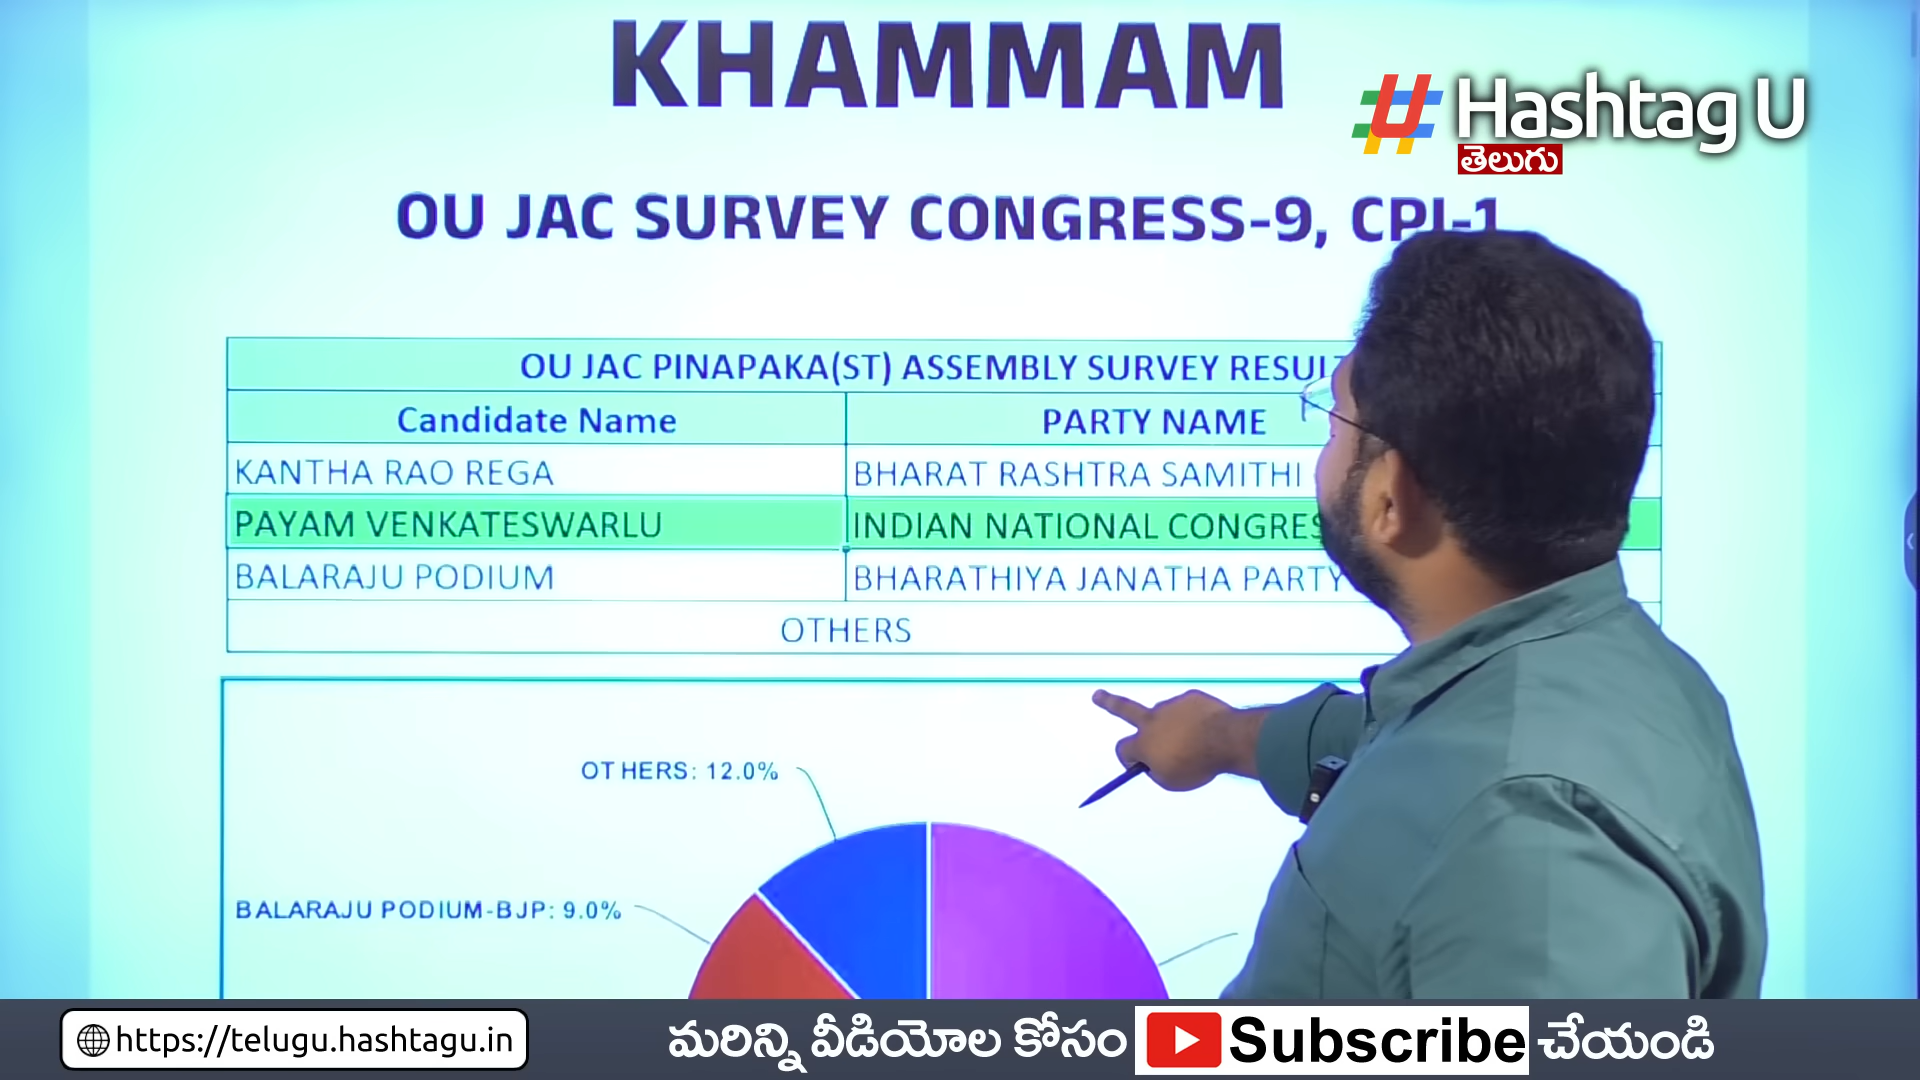 KHAMMAM
Hashtag U
తెలుగు
OU JAC SURVEY CONGRESS-9, CPI-1
OU JAC PINAPAKA(ST) ASSEMBLY SURVEY
Candidate Name
PARTY NAME
KANTHA RAO REGA
BHARAT RASHTRA SAMITHI
PAYAM VENKATESWARLU
INDIAN NATIONAL
BALARAJU PODIUM
BHARATHIYA JANATHA PARTY
OTHERS
OTHERS: 12.0%
BALARAJU PODIUM-BJP: 9.0%
https://telugu.hashtagu.in
మరిన్ని వీడియోల కోసం Subscribe చేయండి